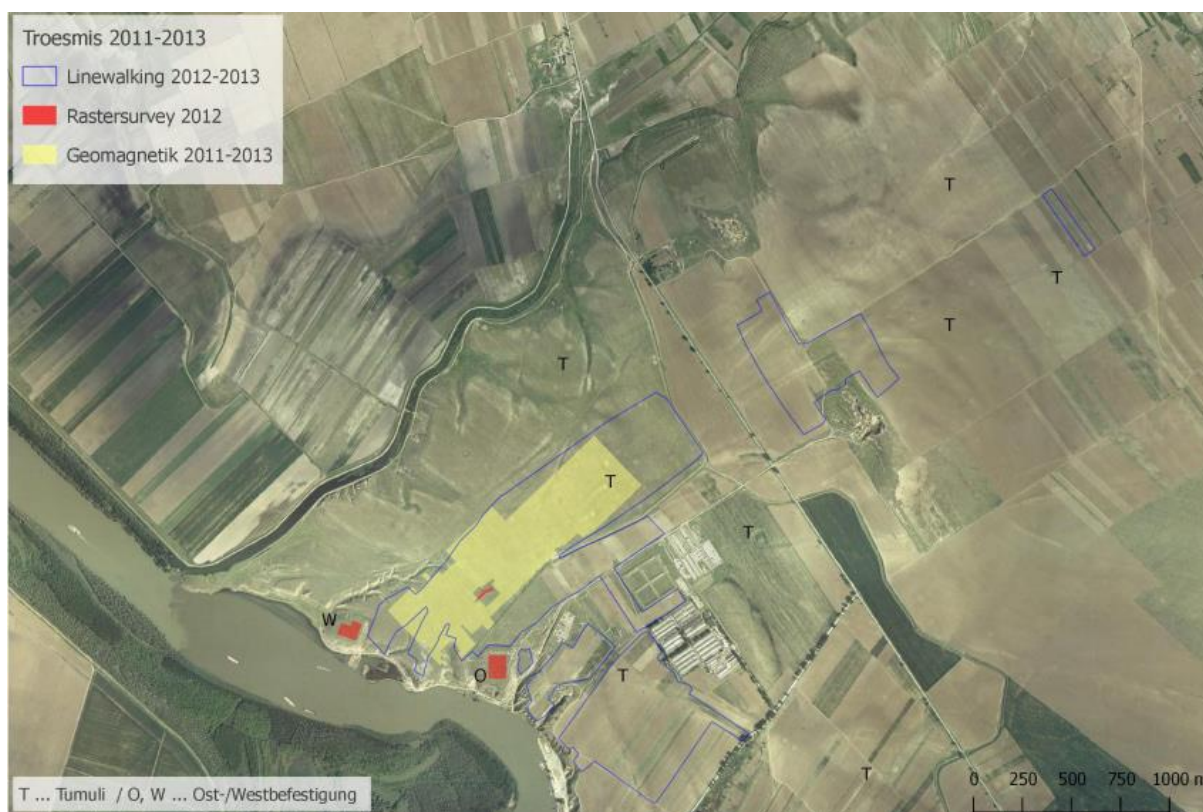 Troesmis 2011-2013
Linewalking 2012-2013
Rastersurvey 2012
Geomagnetik 2011-2013
T
T
T
T
T
T
T
W
O
T
T
0 250 500 750 1000 m
T ... Tumuli / O, W ... Ost-/Westbefestigung